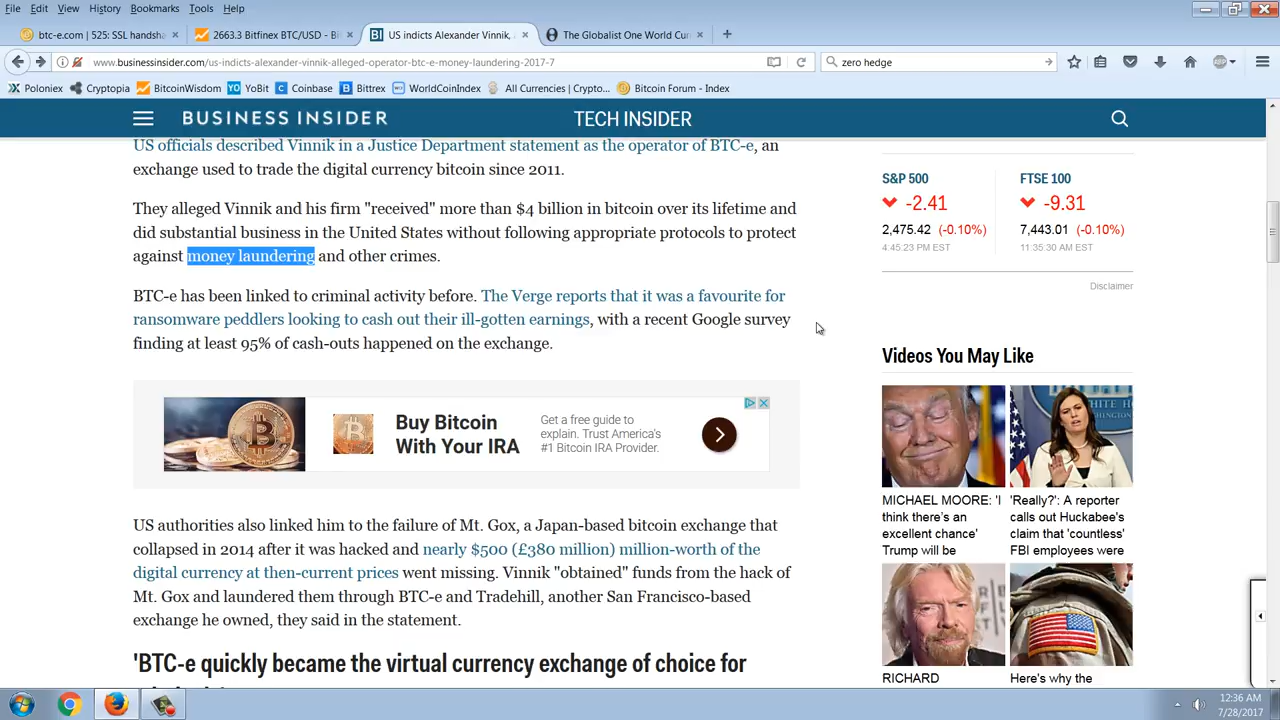 File Edit View History Bookmarks Tools Help
btc-e.com | 525: SSL handsha
2663.3 Bitfinex BTC/USD - Bi
US indicts Alexander Vinnik,
The Globalist One World Cur
www.businessinsider.com/us-indicts-alexander-vinnik-alleged-operator-btc-e-money-laundering-2017-7
zero hedge
Poloniex Cryptopia BitcoinWisdom YoBit Coinbase Bittrex WorldCoinIndex All Currencies | Crypto... Bitcoin Forum - Index
BUSINESS INSIDER
TECH INSIDER
US officials described Vinnik in a Justice Department statement as the operator of BTC-e, an
exchange used to trade the digital currency bitcoin since 2011.
They alleged Vinnik and his firm "received" more than $4 billion in bitcoin over its lifetime and
did substantial business in the United States without following appropriate protocols to protect
against money laundering and other crimes.
BTC-e has been linked to criminal activity before. The Verge reports that it was a favourite for
ransomware peddlers looking to cash out their ill-gotten earnings, with a recent Google survey
finding at least 95% of cash-outs happened on the exchange.
Buy Bitcoin
With Your IRA
Get a free guide to
explain. Trust America's
#1 Bitcoin IRA Provider.
US authorities also linked him to the failure of Mt. Gox, a Japan-based bitcoin exchange that
collapsed in 2014 after it was hacked and nearly $500 (£380 million) million-worth of the
digital currency at then-current prices went missing. Vinnik "obtained" funds from the hack of
Mt. Gox and laundered them through BTC-e and Tradehill, another San Francisco-based
exchange he owned, they said in the statement.
'BTC-e quickly became the virtual currency exchange of choice for
S&P 500
-2.41
2,475.42 (-0.10%)
4:45:23 PM EST
FTSE 100
-9.31
7,443.01 (-0.10%)
11:35:30 AM EST
Disclaimer
Videos You May Like
MICHAEL MOORE: 'I
think there's an
excellent chance'
Trump will be
'Really?': A reporter
calls out Huckabee's
claim that 'countless'
FBI employees were
RICHARD
Here's why the
12:36 AM
7/28/2017